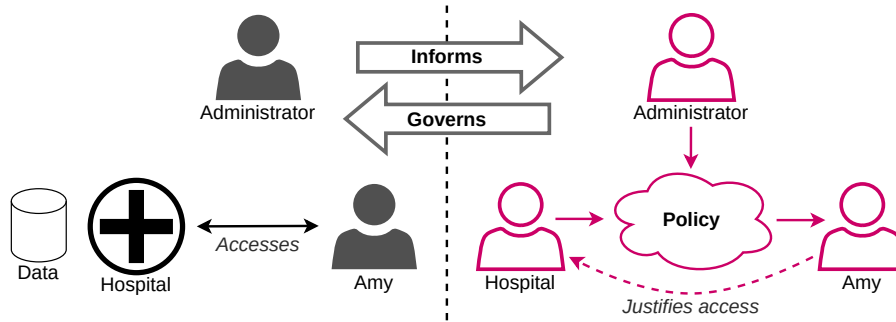 Informs
Administrator
Governs
Administrator
Data
Hospital
Accesses
Amy
Hospital
Policy
Amy
Justifies access